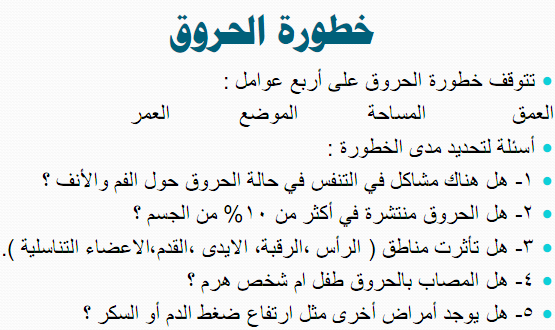 خطورة الحروق
• تتوقف خطورة الحروق على أربع عوامل :
العمق المساحة الموضع العمر
• أسئلة لتحديد مدى الخطورة :
• ١- هل هناك مشاكل في التنفس في حالة الحروق حول الفم والأنف ؟
• ٢- هل الحروق منتشرة في أكثر من ١٠% من الجسم ؟
• ٣- هل تأثرت مناطق ( الرأس ،الرقبة، الايدى ،القدم،الاعضاء التناسلية ).
• ٤- هل المصاب بالحروق طفل ام شخص هرم ؟
• ٥- هل يوجد أمراض أخرى مثل ارتفاع ضغط الدم أو السكر ؟